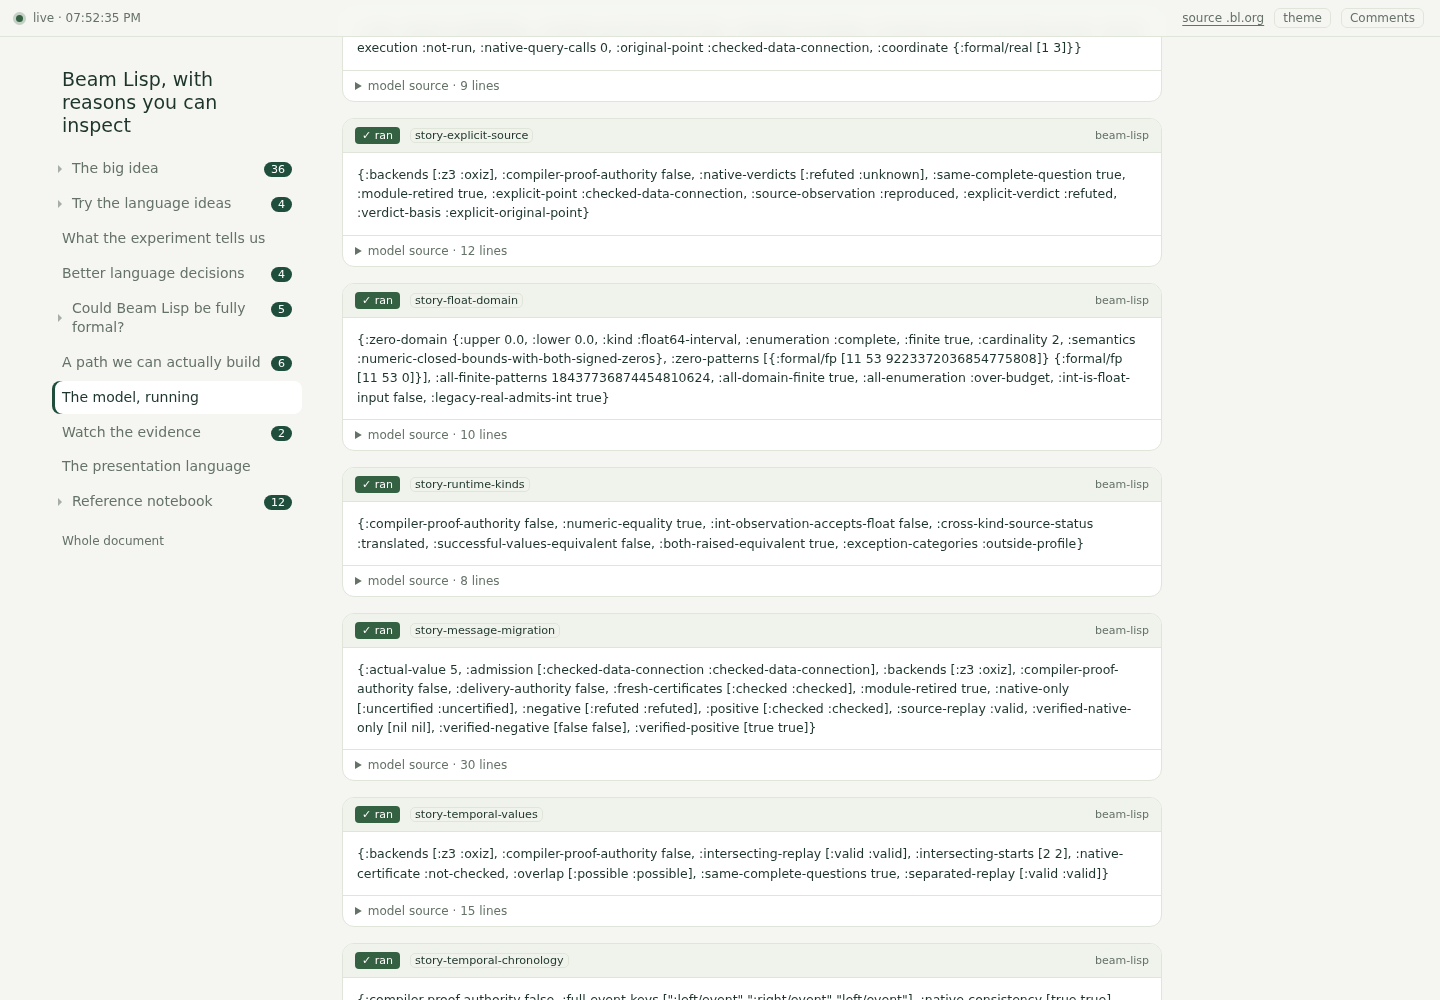 live · 07:52:35 PM
source .bl.org
theme
Comments
Beam Lisp, with
reasons you can
inspect
The big idea 36
Try the language ideas 4
What the experiment tells us
Better language decisions 4
Could Beam Lisp be fully 5
formal?
A path we can actually build 6
The model, running
Watch the evidence 2
The presentation language
Reference notebook 12
Whole document
execution :not-run, :native-query-calls 0, :original-point :checked-data-connection, :coordinate {:formal/real [1 3]}}
▶ model source · 9 lines
✓ ran story-explicit-source beam-lisp
{:backends [:z3 :oxiz], :compiler-proof-authority false, :native-verdicts [:refuted :unknown], :same-complete-question true,
:module-retired true, :explicit-point :checked-data-connection, :source-observation :reproduced, :explicit-verdict :refuted,
:verdict-basis :explicit-original-point}
▶ model source · 12 lines
✓ ran story-float-domain beam-lisp
{:zero-domain {:upper 0.0, :lower 0.0, :kind :float64-interval, :enumeration :complete, :finite true, :cardinality 2, :semantics
:numeric-closed-bounds-with-both-signed-zeros}, :zero-patterns [{:formal/fp [11 53 9223372036854775808]} {:formal/fp
[11 53 0]}], :all-finite-patterns 18437736874454810624, :all-domain-finite true, :all-enumeration :over-budget, :int-is-float-
input false, :legacy-real-admits-int true}
▶ model source · 10 lines
✓ ran story-runtime-kinds beam-lisp
{:compiler-proof-authority false, :numeric-equality true, :int-observation-accepts-float false, :cross-kind-source-status
:translated, :successful-values-equivalent false, :both-raised-equivalent true, :exception-categories :outside-profile}
▶ model source · 8 lines
✓ ran story-message-migration beam-lisp
{:actual-value 5, :admission [:checked-data-connection :checked-data-connection], :backends [:z3 :oxiz], :compiler-proof-
authority false, :delivery-authority false, :fresh-certificates [:checked :checked], :module-retired true, :native-only
[:uncertified :uncertified], :negative [:refuted :refuted], :positive [:checked :checked], :source-replay :valid, :verified-native-
only [nil nil], :verified-negative [false false], :verified-positive [true true]}
▶ model source · 30 lines
✓ ran story-temporal-values beam-lisp
{:backends [:z3 :oxiz], :compiler-proof-authority false, :intersecting-replay [:valid :valid], :intersecting-starts [2 2], :native-
certificate :not-checked, :overlap [:possible :possible], :same-complete-questions true, :separated-replay [:valid :valid]}
▶ model source · 15 lines
✓ ran story-temporal-chronology beam-lisp
{:compiler-proof-authority false, :full-event-keys [":left/event" ":right/event" "left/event"], :native-consistency [true true]